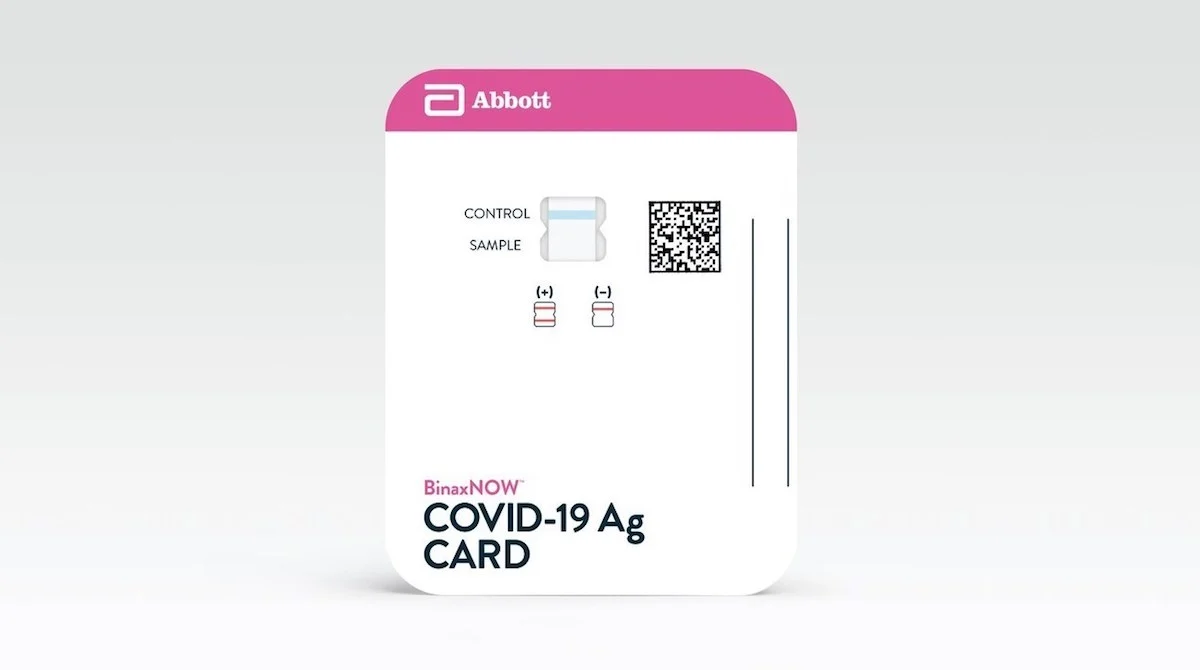 Abbott
CONTROL
SAMPLE
(+) (-)
BinaxNOW™
COVID-19 Ag
CARD